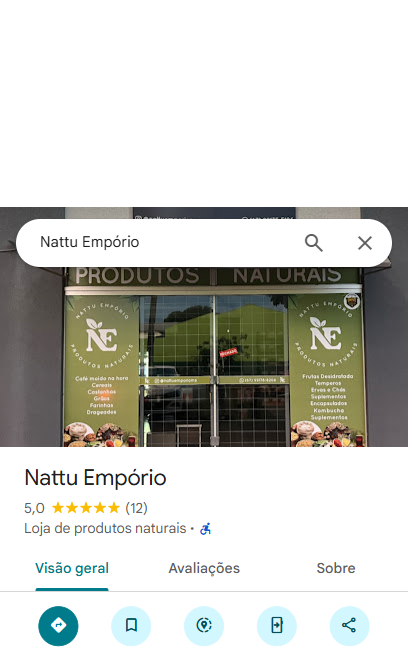 Nattu Empório
PRODUTOS NATURAIS
NATTU EMPÓRIO
NE
PRODUTOS NATURAIS
Café moído na hora
Cereais
Castanhas
Grãos
Farinhas
Drageados
NATTU EMPÓRIO
NE
PRODUTOS NATURAIS
Frutas Desidratada
Temperos
Ervas e Chás
Suplementos
Encapsulados
Kombucha
Suplementos
Nattu Empório
5,0 (12)
Loja de produtos naturais ·
Visão geral
Avaliações
Sobre